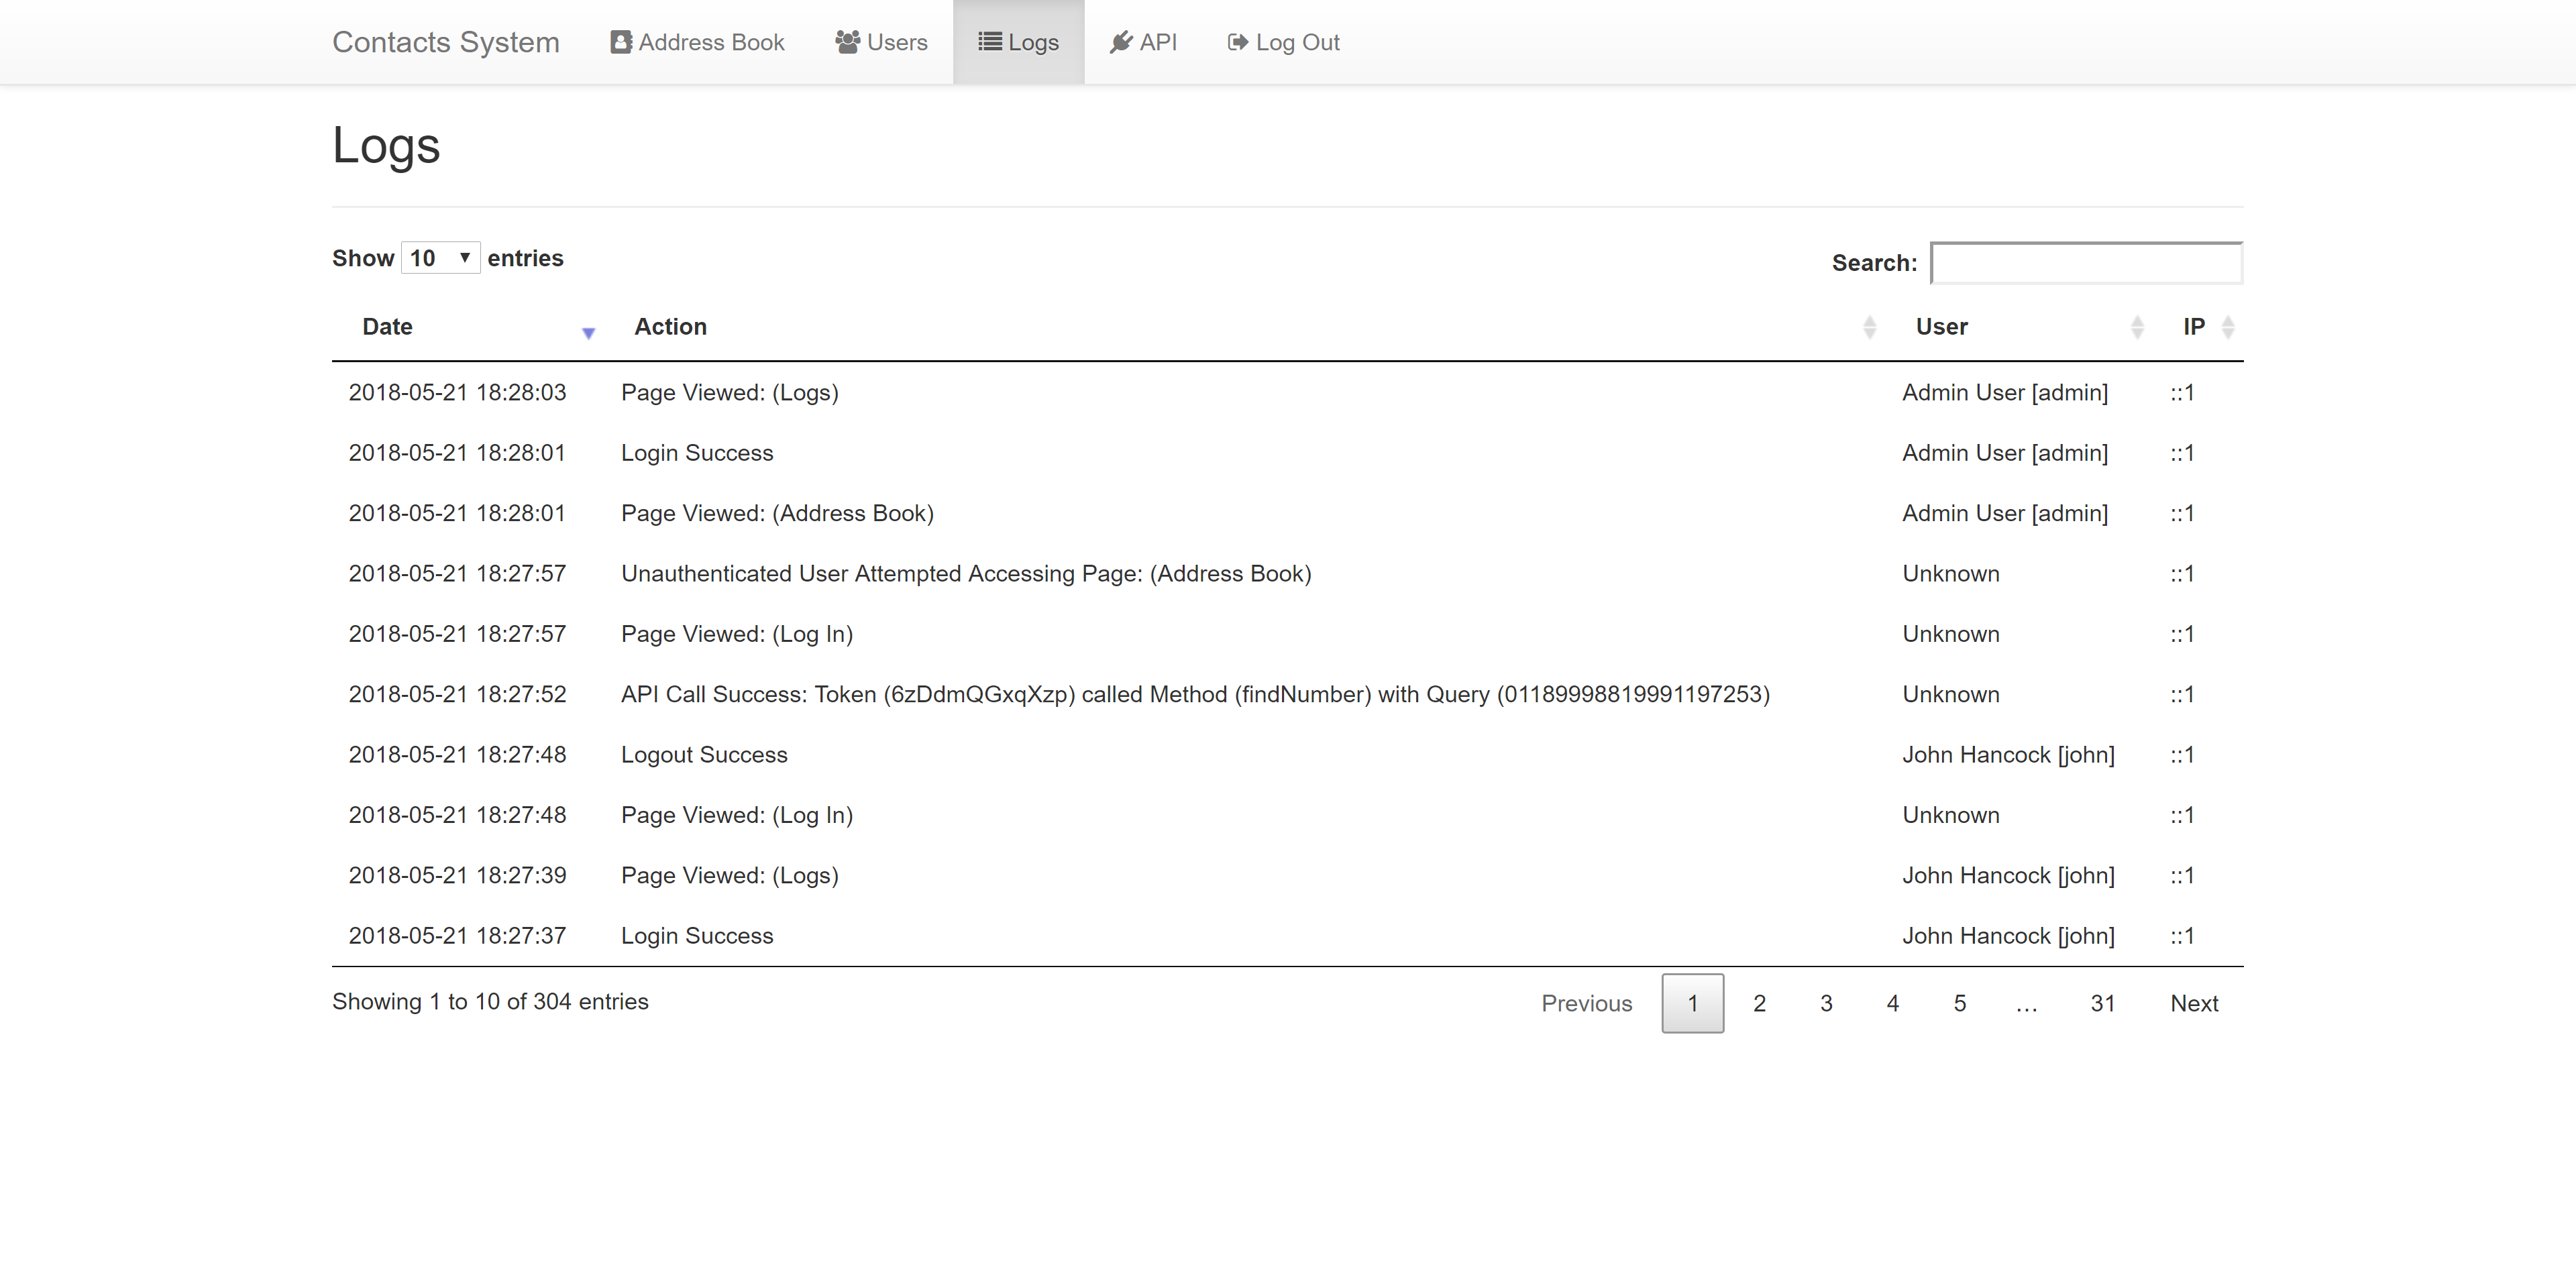 Contacts System Address Book Users Logs API Log Out
Logs
Show 10 entries Search:
Date Action User IP
2018-05-21 18:28:03 Page Viewed: (Logs) Admin User [admin] ::1
2018-05-21 18:28:01 Login Success Admin User [admin] ::1
2018-05-21 18:28:01 Page Viewed: (Address Book) Admin User [admin] ::1
2018-05-21 18:27:57 Unauthenticated User Attempted Accessing Page: (Address Book) Unknown ::1
2018-05-21 18:27:57 Page Viewed: (Log In) Unknown ::1
2018-05-21 18:27:52 API Call Success: Token (6zDdmQGxqXzp) called Method (findNumber) with Query (01189998819991197253) Unknown ::1
2018-05-21 18:27:48 Logout Success John Hancock [john] ::1
2018-05-21 18:27:48 Page Viewed: (Log In) Unknown ::1
2018-05-21 18:27:39 Page Viewed: (Logs) John Hancock [john] ::1
2018-05-21 18:27:37 Login Success John Hancock [john] ::1
Showing 1 to 10 of 304 entries Previous 1 2 3 4 5 … 31 Next